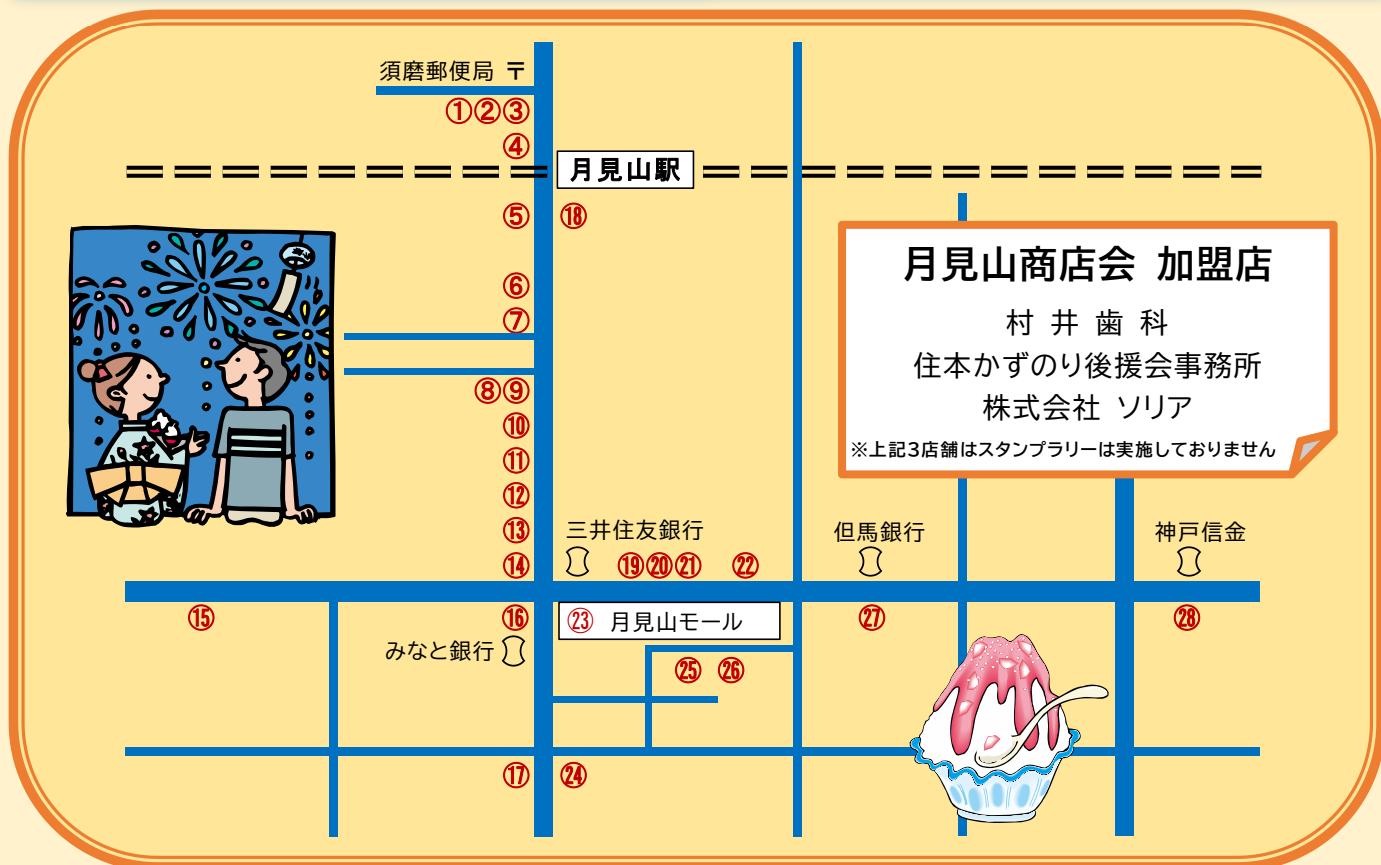 須磨郵便局 〒
①②③
④
月見山駅
⑤ ⑱
⑥
⑦
⑧⑨
⑩
⑪
⑫
⑬
⑭
月見山商店会 加盟店
村 井 歯 科
住本かずのり後援会事務所
株式会社 ソリア
※上記3店舗はスタンプラリーは実施しておりません
三井住友銀行
⑲⑳㉑ ㉒
但馬銀行
神戸信金
⑮
⑯
㉓ 月見山モール
㉗
㉘
みなと銀行
㉕ ㉖
⑰ ㉔